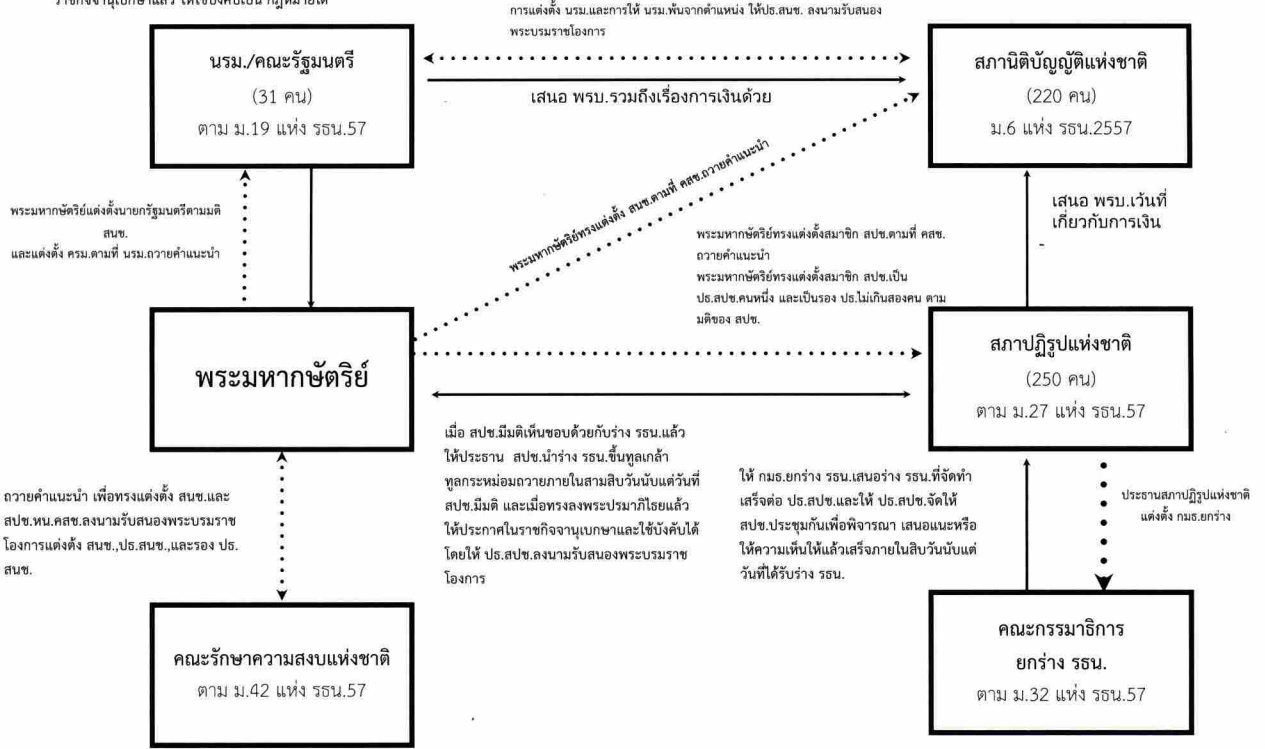 ราชกิจจานุเบกษาแล้ว ให้ใช้บังคับเป็นกฎหมายได้
การแต่งตั้ง นรม.และการให้ นรม.พ้นจากตำแหน่ง ให้ปธ.สนช. ลงนามรับสนอง
พระบรมราชโองการ
นรม./คณะรัฐมนตรี
(31 คน)
ตาม ม.19 แห่ง รธน.57
เสนอ พรบ.รวมถึงเรื่องการเงินด้วย
สภานิติบัญญัติแห่งชาติ
(220 คน)
ม.6 แห่ง รธน.2557
พระมหากษัตริย์แต่งตั้งนายกรัฐมนตรีตามมติ
สนช.
และแต่งตั้ง ครม.ตามที่ นรม.ถวายคำแนะนำ
พระมหากษัตริย์ทรงแต่งตั้ง สนช.ตามที่ คสช.ถวายคำแนะนำ
เสนอ พรบ.เว้นที่
เกี่ยวกับการเงิน
พระมหากษัตริย์ทรงแต่งตั้งสมาชิก สปช.ตามที่ คสช.
ถวายคำแนะนำ
พระมหากษัตริย์ทรงแต่งตั้งสมาชิก สปช.เป็น
ปธ.สปช.คนหนึ่ง และเป็นรอง ปธ.ไม่เกินสองคน ตาม
มติของ สปช.
พระมหากษัตริย์
สภาปฏิรูปแห่งชาติ
(250 คน)
ตาม ม.27 แห่ง รธน.57
เมื่อ สปช.มีมติเห็นชอบด้วยกับร่าง รธน.แล้ว
ให้ประธาน สปช.นำร่าง รธน.ขึ้นทูลเกล้า
ทูลกระหม่อมถวายภายในสามสิบวันนับแต่วันที่
สปช.มีมติ และเมื่อทรงลงพระปรมาภิไธยแล้ว
ให้ประกาศในราชกิจจานุเบกษาและใช้บังคับได้
โดยให้ ปธ.สปช.ลงนามรับสนองพระบรมราช
โองการ
ให้ กมธ.ยกร่าง รธน.เสนอร่าง รธน.ที่จัดทำ
เสร็จต่อ ปธ.สปช.และให้ ปธ.สปช.จัดให้
สปช.ประชุมกันเพื่อพิจารณา เสนอแนะหรือ
ให้ความเห็นให้แล้วเสร็จภายในสิบวันนับแต่
วันที่ได้รับร่าง รธน.
ประธานสภาปฏิรูปแห่งชาติ
แต่งตั้ง กมธ.ยกร่าง
ถวายคำแนะนำ เพื่อทรงแต่งตั้ง สนช.และ
สปช.หน.คสช.ลงนามรับสนองพระบรมราช
โองการแต่งตั้ง สนช.,ปธ.สนช.,และรอง ปธ.
สนช.
คณะรักษาความสงบแห่งชาติ
ตาม ม.42 แห่ง รธน.57
คณะกรรมาธิการ
ยกร่าง รธน.
ตาม ม.32 แห่ง รธน.57